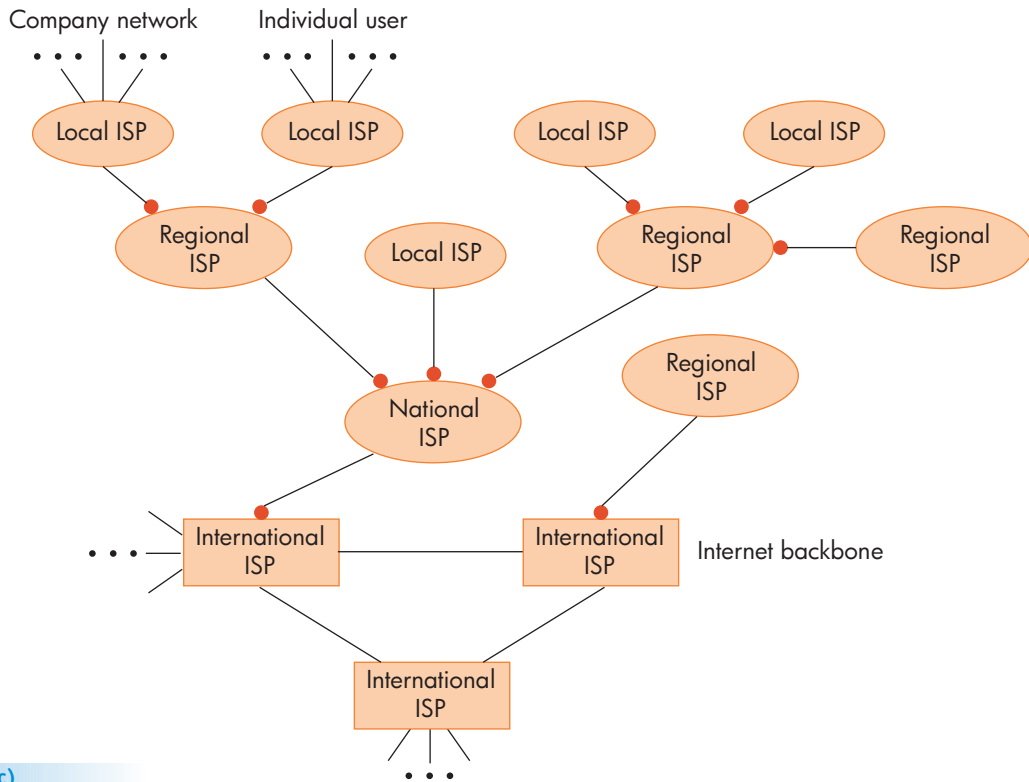 Company network
Individual user
Local ISP
Local ISP
Local ISP
Local ISP
Regional
ISP
Local ISP
Regional
ISP
Regional
ISP
Regional
ISP
National
ISP
International
ISP
International
ISP
Internet backbone
International
ISP
c)